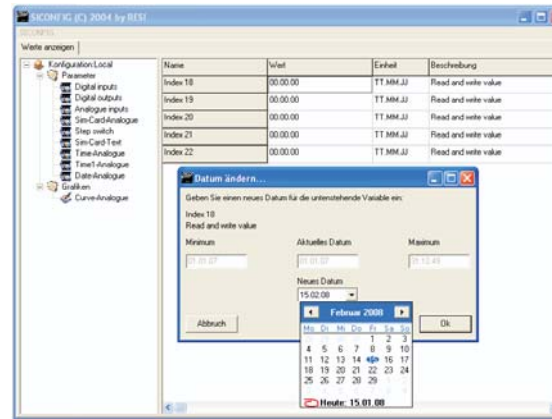 SICONFIG (C) 2004 by RESI
SICONFIG
Werte anzeigen
Konfiguration:Local
Parameter
Digital inputs
Digital outputs
Analogue inputs
Sim-Card-Analogue
Step switch
Sim-Card-Text
Time-Analogue
Time1-Analogue
Date-Analogue
Grafiken
Curve-Analogue
Name Wert Einheit Beschreibung
Index 18 00.00.00 TT.MM.JJ Read and write value
Index 19 00.00.00 TT.MM.JJ Read and write value
Index 20 00.00.00 TT.MM.JJ Read and write value
Index 21 00.00.00 TT.MM.JJ Read and write value
Index 22 00.00.00 TT.MM.JJ Read and write value
Datum ändern...
Geben Sie einen neues Datum für die untenstehende Variable ein:
Index 18
Read and write value
Minimum Aktuelles Datum Maximum
01.01.07 01.01.07
Neues Datum
15.02.08
Abbruch Ok
Februar 2008
Mo Di Mi Do Fr Sa So
1 2 3
4 5 6 7 8 9 10
11 12 13 14 15 16 17
18 19 20 21 22 23 24
25 26 27 28 29
Heute: 15.01.08